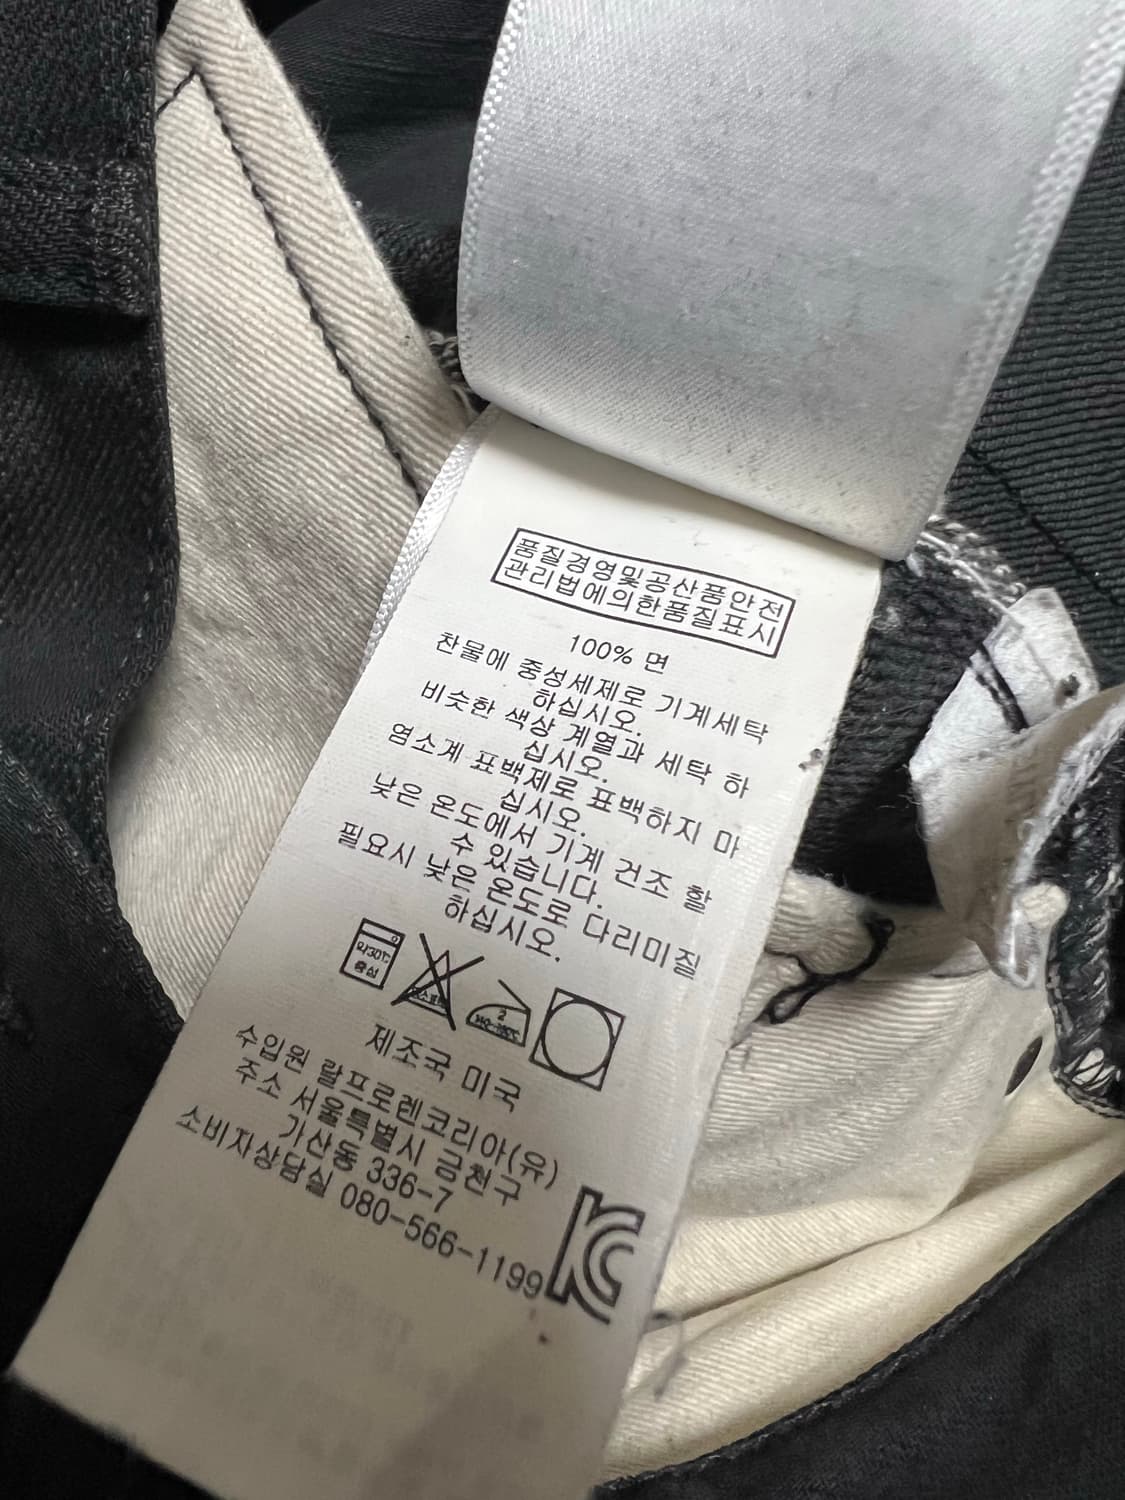 품질경영및공산품안전
관리법에의한품질표시
100% 면
찬물에 중성세제로 기계세탁
하십시오.
비슷한 색상 계열과 세탁 하
십시오.
염소계 표백제로 표백하지 마
십시오.
낮은 온도에서 기계 건조 할
수 있습니다.
필요시 낮은 온도로 다리미질
하십시오.
약30℃
중성
2
제조국 미국
수입원 랄프로렌코리아(유)
주소 서울특별시 금천구
가산동 336-7
소비자상담실 080-566-1199
KC